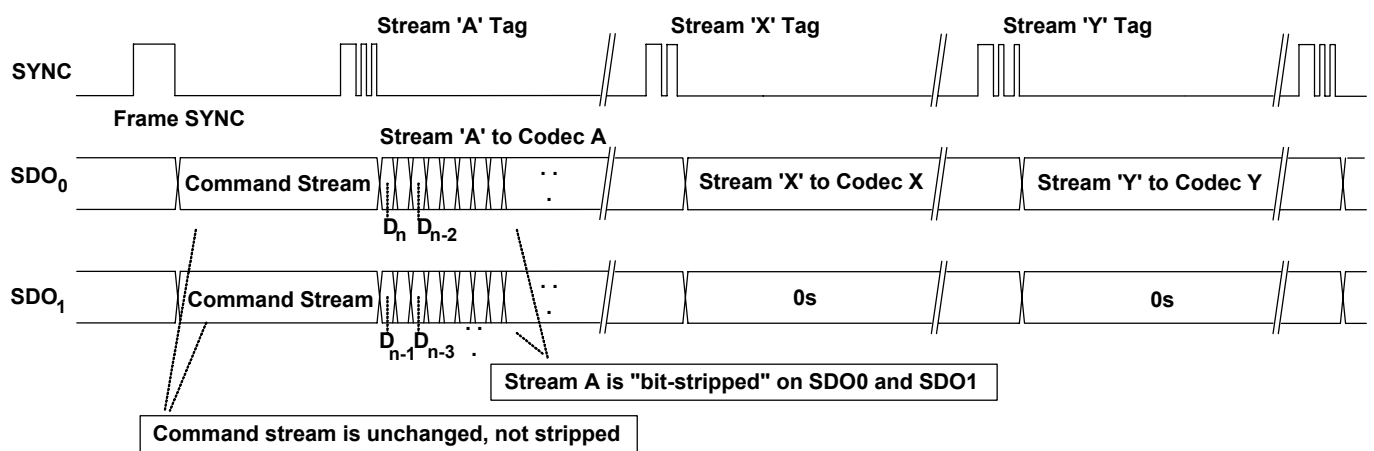 Stream 'A' Tag
Stream 'X' Tag
Stream 'Y' Tag
SYNC
Frame SYNC
Stream 'A' to Codec A
SDO0
Command Stream
. .
.
Stream 'X' to Codec X
Stream 'Y' to Codec Y
Dn
Dn-2
SDO1
Command Stream
. .
.
0s
0s
Dn-1
Dn-3
. .
.
Stream A is "bit-stripped" on SDO0 and SDO1
Command stream is unchanged, not stripped